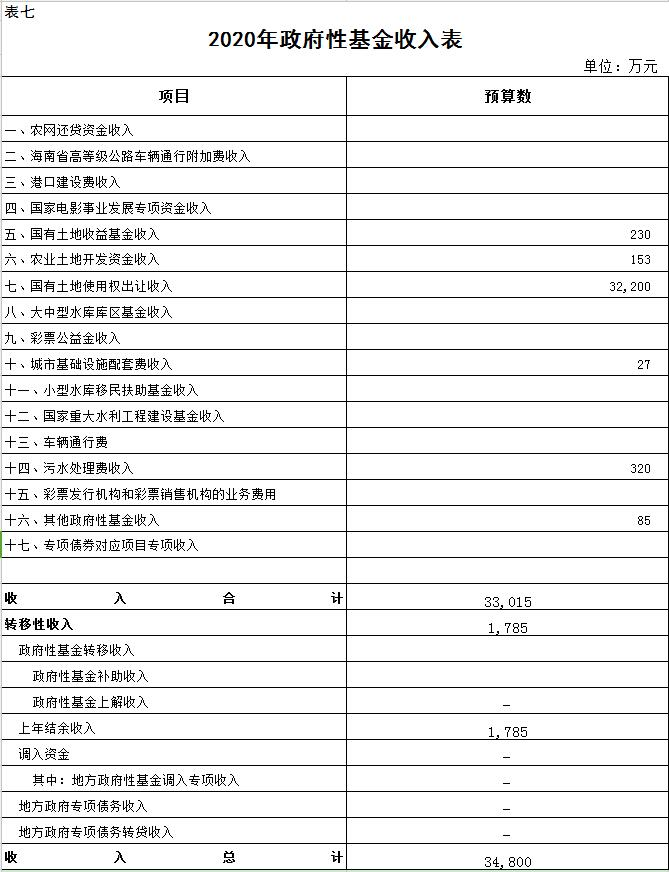 表七
2020年政府性基金收入表
单位：万元
项目 预算数
一、农网还贷资金收入
二、海南省高等级公路车辆通行附加费收入
三、港口建设费收入
四、国家电影事业发展专项资金收入
五、国有土地收益基金收入 230
六、农业土地开发资金收入 153
七、国有土地使用权出让收入 32,200
八、大中型水库库区基金收入
九、彩票公益金收入
十、城市基础设施配套费收入 27
十一、小型水库移民扶助基金收入
十二、国家重大水利工程建设基金收入
十三、车辆通行费
十四、污水处理费收入 320
十五、彩票发行机构和彩票销售机构的业务费用
十六、其他政府性基金收入 85
十七、专项债券对应项目专项收入
收入合计 33,015
转移性收入 1,785
政府性基金转移收入
政府性基金补助收入
政府性基金上解收入 –
上年结余收入 1,785
调入资金 –
其中：地方政府性基金调入专项收入 –
地方政府专项债务收入 –
地方政府专项债务转贷收入 –
收入总计 34,800